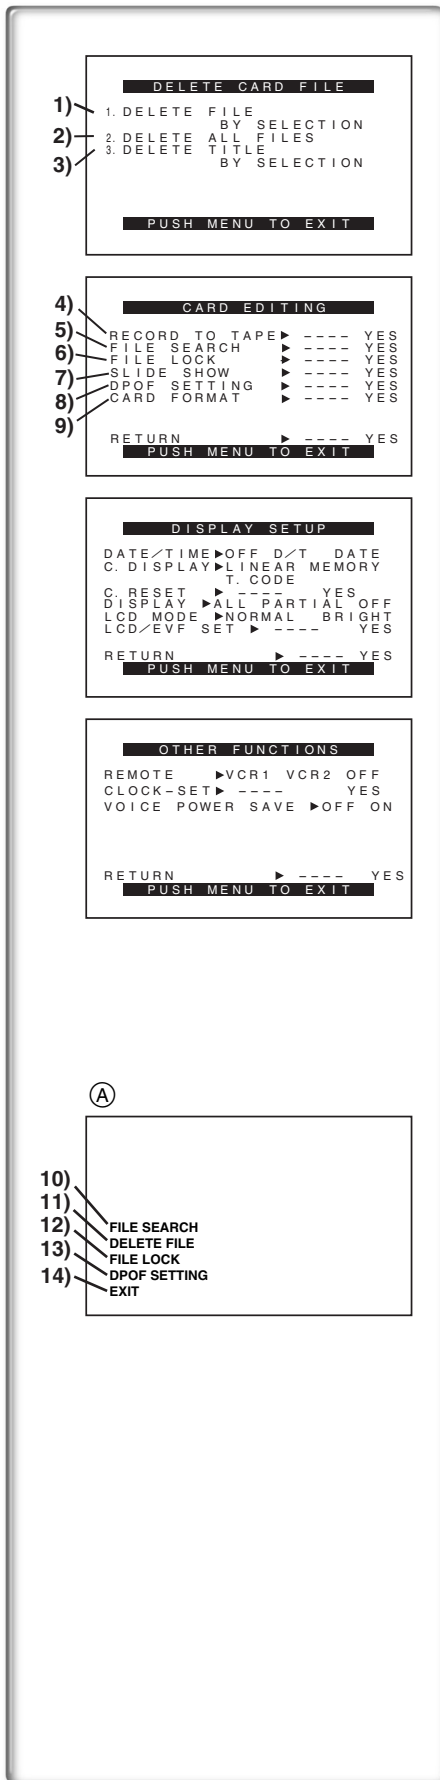 DELETE CARD FILE
1) 1. DELETE FILE
BY SELECTION
2) 2. DELETE ALL FILES
3) 3. DELETE TITLE
BY SELECTION
PUSH MENU TO EXIT
CARD EDITING
4) RECORD TO TAPE▶ ---- YES
5) FILE SEARCH ▶ ---- YES
6) FILE LOCK ▶ ---- YES
7) SLIDE SHOW ▶ ---- YES
8) DPOF SETTING ▶ ---- YES
9) CARD FORMAT ▶ ---- YES
RETURN ▶ ---- YES
PUSH MENU TO EXIT
DISPLAY SETUP
DATE/TIME▶OFF D/T DATE
C. DISPLAY▶LINEAR MEMORY
T. CODE
C. RESET ▶ ---- YES
DISPLAY ▶ALL PARTIAL OFF
LCD MODE ▶NORMAL BRIGHT
LCD/EVF SET ▶ ---- YES
RETURN ▶ ---- YES
PUSH MENU TO EXIT
OTHER FUNCTIONS
REMOTE ▶VCR1 VCR2 OFF
CLOCK-SET▶ ---- YES
VOICE POWER SAVE ▶OFF ON
RETURN ▶ ---- YES
PUSH MENU TO EXIT
Ⓐ
10) FILE SEARCH
11) DELETE FILE
12) FILE LOCK
13) DPOF SETTING
14) EXIT